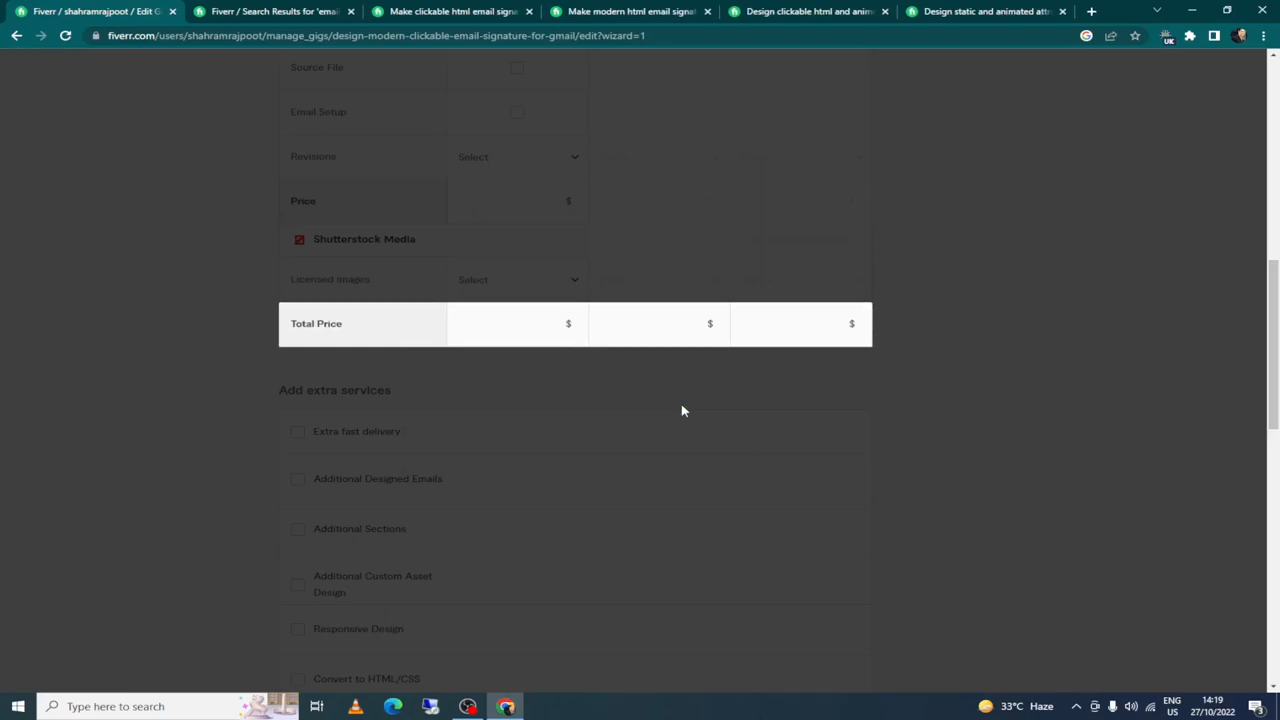 Fiverr / shahramrajpoot / Edit G
Fiverr / Search Results for 'email
Make clickable html email signa
Make modern html email signat
Design clickable html and anim
Design static and animated attr
fiverr.com/users/shahramrajpoot/manage_gigs/design-modern-clickable-email-signature-for-gmail/edit?wizard=1
UK
Source File
Email Setup
Revisions Select
Price $
Shutterstock Media
Licensed Images Select
Total Price $ $ $
Add extra services
Extra fast delivery
Additional Designed Emails
Additional Sections
Additional Custom Asset
Design
Responsive Design
Convert to HTML/CSS
Type here to search
33°C Haze
ENG
US
14:19
27/10/2022